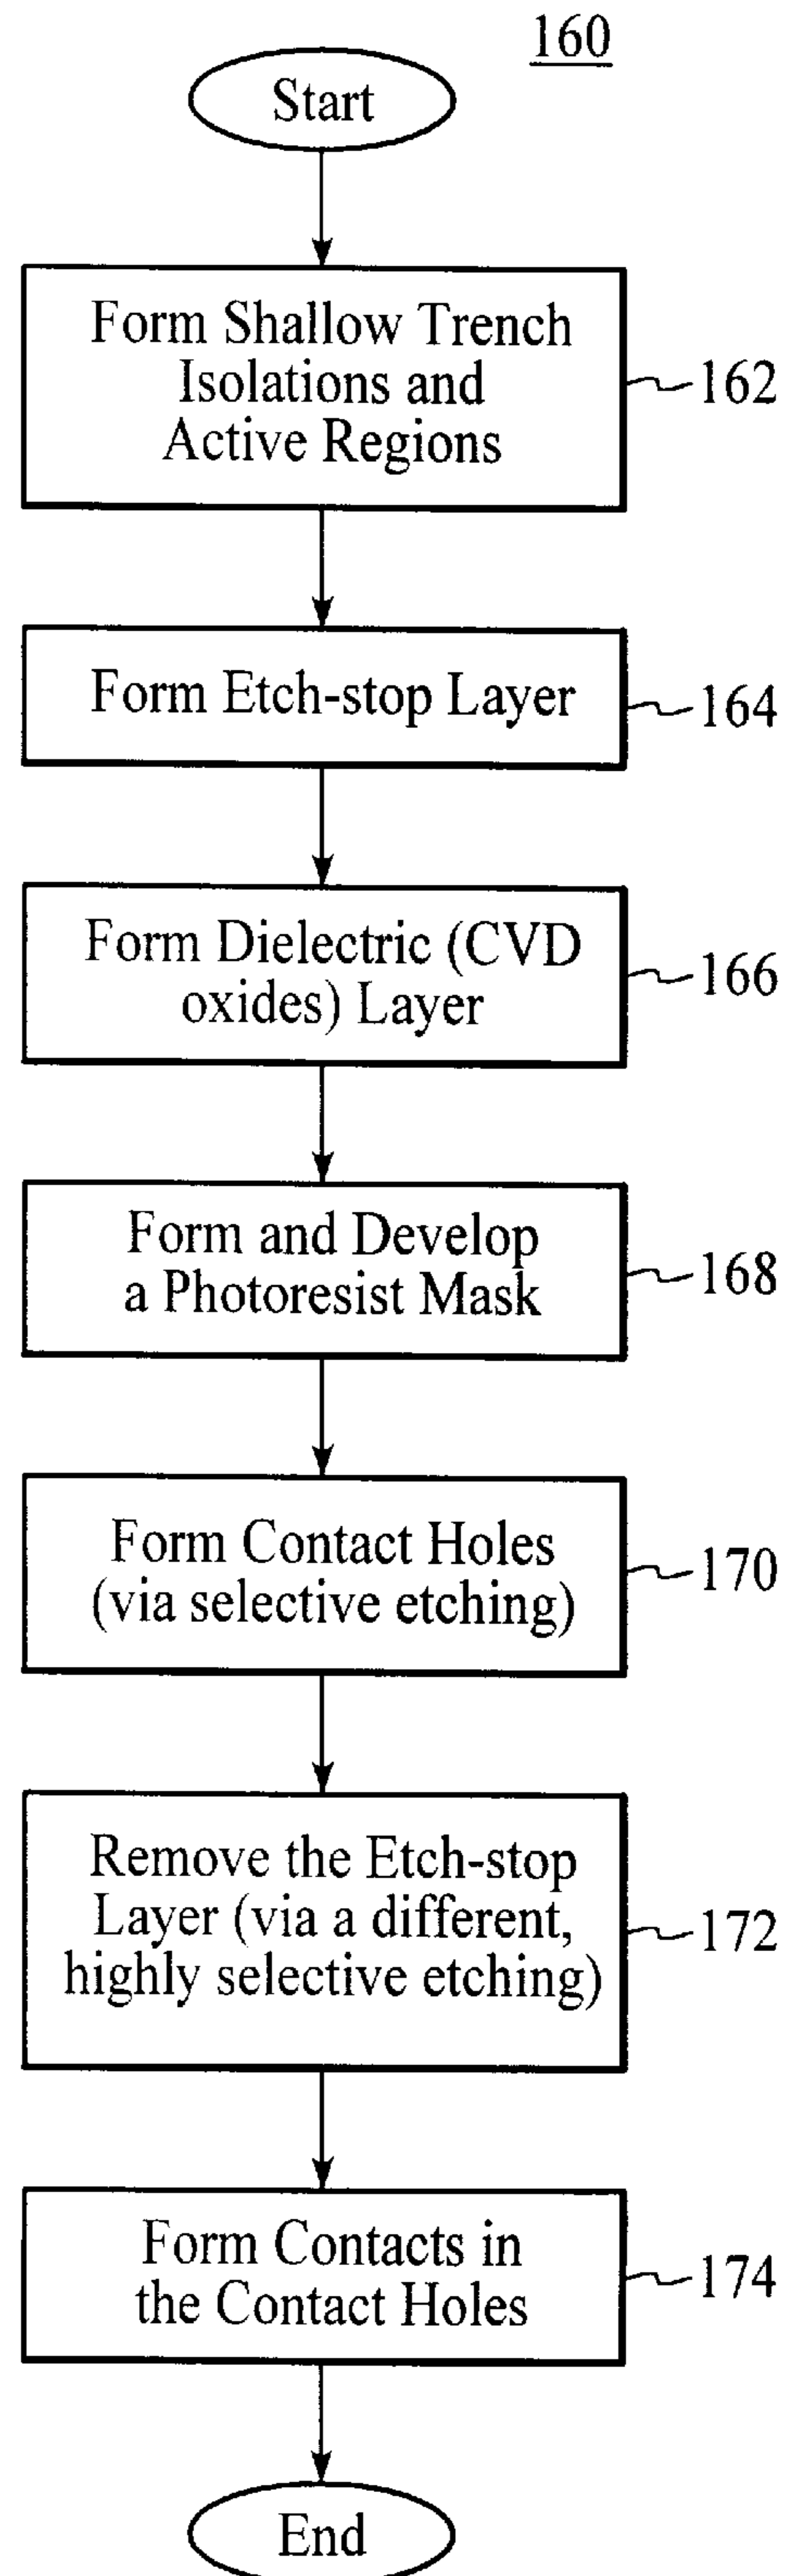 160
Start
Form Shallow Trench
Isolations and
Active Regions
162
Form Etch-stop Layer
164
Form Dielectric (CVD
oxides) Layer
166
Form and Develop
a Photoresist Mask
168
Form Contact Holes
(via selective etching)
170
Remove the Etch-stop
Layer (via a different,
highly selective etching)
172
Form Contacts in
the Contact Holes
174
End